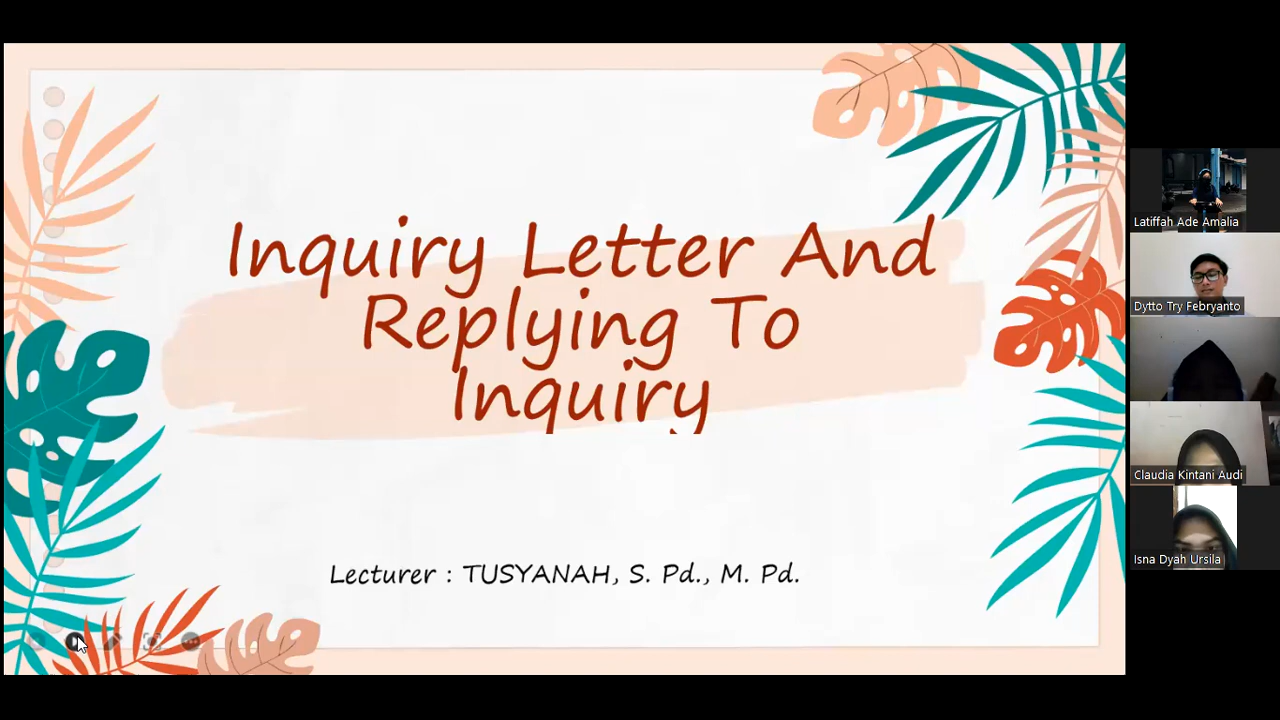 Inquiry Letter And
Replying To
Inquiry
Lecturer : TUSYANAH, S. Pd., M. Pd.
Latiffah Ade Amalia
Dytto Try Febryanto
Claudia Kintani Audi
Isna Dyah Ursila